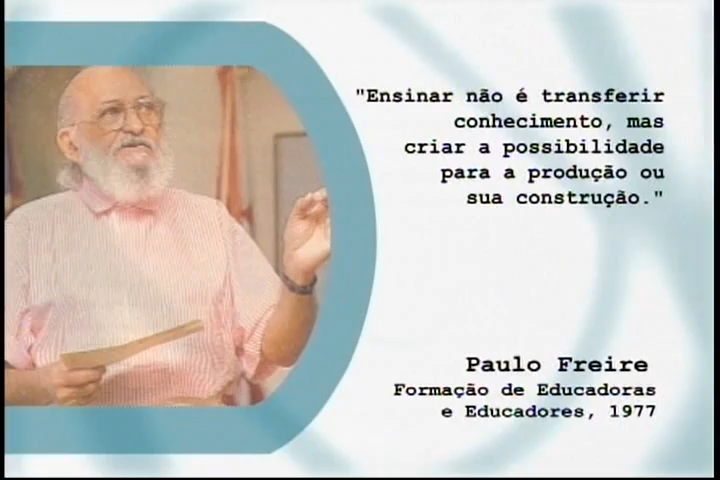 "Ensinar não é transferir
conhecimento, mas
criar a possibilidade
para a produção ou
sua construção."
Paulo Freire
Formação de Educadoras
e Educadores, 1977